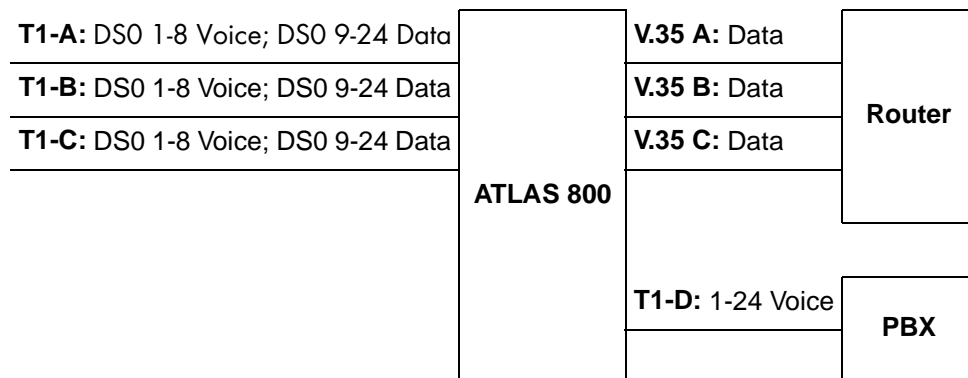 T1-A: DS0 1-8 Voice; DS0 9-24 Data
V.35 A: Data
T1-B: DS0 1-8 Voice; DS0 9-24 Data
V.35 B: Data
Router
T1-C: DS0 1-8 Voice; DS0 9-24 Data
V.35 C: Data
ATLAS 800
T1-D: 1-24 Voice
PBX